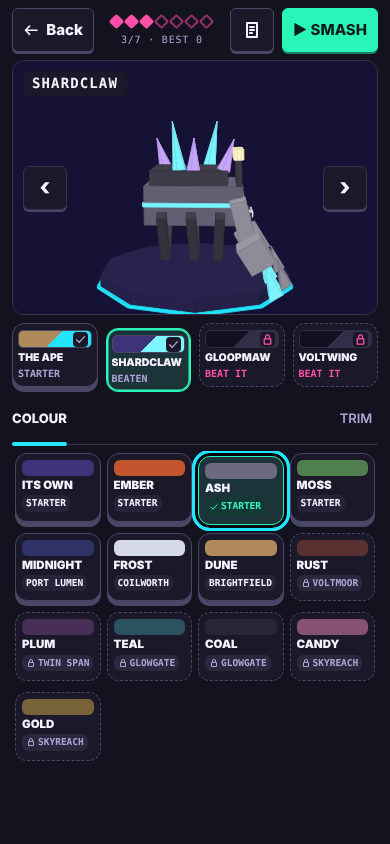 Back
3/7 · BEST 0
SMASH
SHARDCLAW
THE APE
STARTER
SHARDCLAW
BEATEN
GLOOPMAW
BEAT IT
VOLTWING
BEAT IT
COLOUR
TRIM
ITS OWN
STARTER
EMBER
STARTER
ASH
STARTER
MOSS
STARTER
MIDNIGHT
PORT LUMEN
FROST
COILWORTH
DUNE
BRIGHTFIELD
RUST
VOLTMOOR
PLUM
TWIN SPAN
TEAL
GLOWGATE
COAL
GLOWGATE
CANDY
SKYREACH
GOLD
SKYREACH